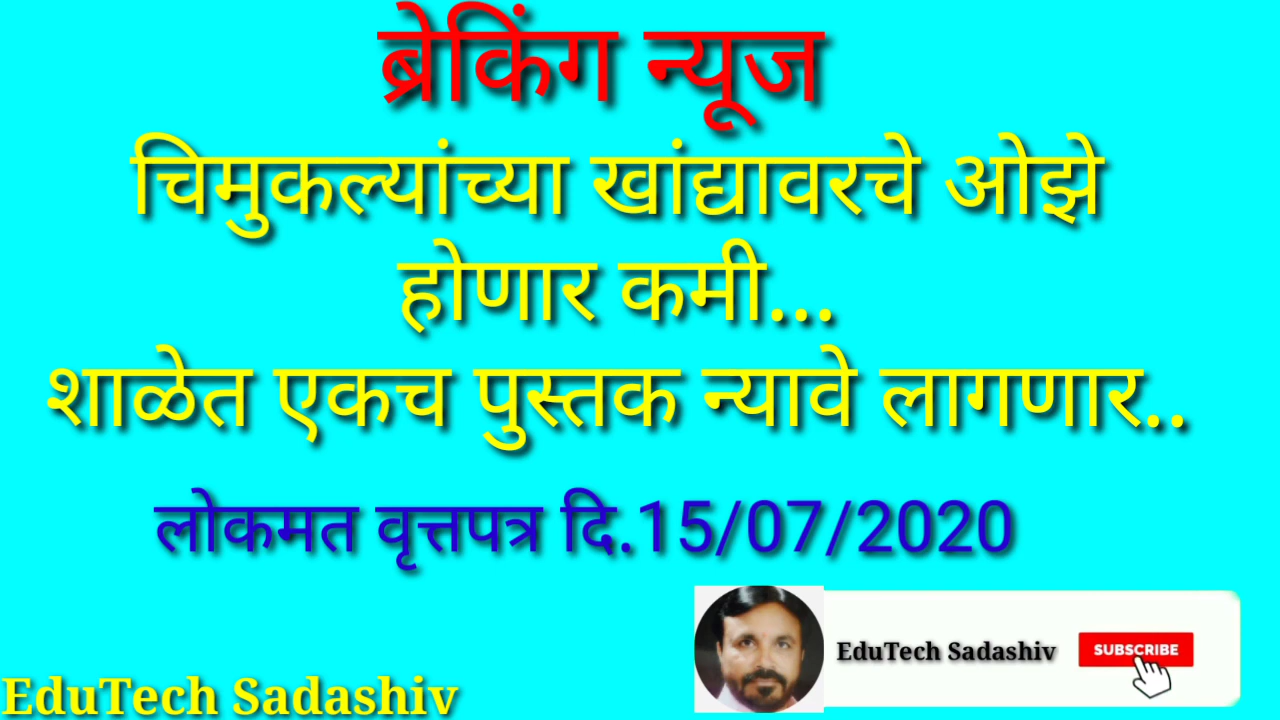 ब्रेकिंग न्यूज
चिमुकल्यांच्या खांद्यावरचे ओझे
होणार कमी...
शाळेत एकच पुस्तक न्यावे लागणार..
लोकमत वृत्तपत्र दि.15/07/2020
EduTech Sadashiv
SUBSCRIBE
EduTech Sadashiv